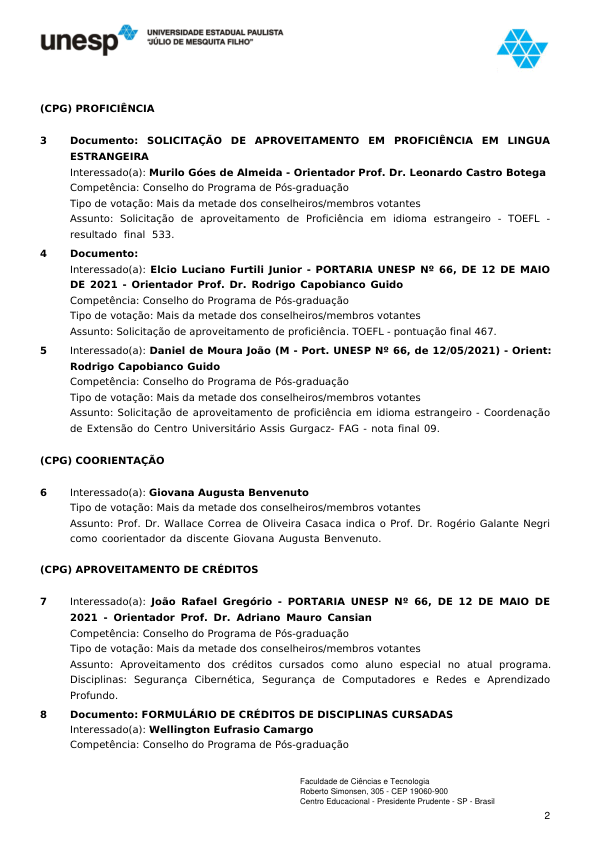 unesp
UNIVERSIDADE ESTADUAL PAULISTA
"JÚLIO DE MESQUITA FILHO"
(CPG) PROFICIÊNCIA
3 Documento: SOLICITAÇÃO DE APROVEITAMENTO EM PROFICIÊNCIA EM LINGUA
ESTRANGEIRA
Interessado(a): Murilo Góes de Almeida - Orientador Prof. Dr. Leonardo Castro Botega
Competência: Conselho do Programa de Pós-graduação
Tipo de votação: Mais da metade dos conselheiros/membros votantes
Assunto: Solicitação de aproveitamento de Proficiência em idioma estrangeiro - TOEFL -
resultado final 533.
4 Documento:
Interessado(a): Elcio Luciano Furtili Junior - PORTARIA UNESP Nº 66, DE 12 DE MAIO
DE 2021 - Orientador Prof. Dr. Rodrigo Capobianco Guido
Competência: Conselho do Programa de Pós-graduação
Tipo de votação: Mais da metade dos conselheiros/membros votantes
Assunto: Solicitação de aproveitamento de proficiência. TOEFL - pontuação final 467.
5 Interessado(a): Daniel de Moura João (M - Port. UNESP Nº 66, de 12/05/2021) - Orient:
Rodrigo Capobianco Guido
Competência: Conselho do Programa de Pós-graduação
Tipo de votação: Mais da metade dos conselheiros/membros votantes
Assunto: Solicitação de aproveitamento de proficiência em idioma estrangeiro - Coordenação
de Extensão do Centro Universitário Assis Gurgacz- FAG - nota final 09.
(CPG) COORIENTAÇÃO
6 Interessado(a): Giovana Augusta Benvenuto
Tipo de votação: Mais da metade dos conselheiros/membros votantes
Assunto: Prof. Dr. Wallace Correa de Oliveira Casaca indica o Prof. Dr. Rogério Galante Negri
como coorientador da discente Giovana Augusta Benvenuto.
(CPG) APROVEITAMENTO DE CRÉDITOS
7 Interessado(a): João Rafael Gregório - PORTARIA UNESP Nº 66, DE 12 DE MAIO DE
2021 - Orientador Prof. Dr. Adriano Mauro Cansian
Competência: Conselho do Programa de Pós-graduação
Tipo de votação: Mais da metade dos conselheiros/membros votantes
Assunto: Aproveitamento dos créditos cursados como aluno especial no atual programa.
Disciplinas: Segurança Cibernética, Segurança de Computadores e Redes e Aprendizado
Profundo.
8 Documento: FORMULÁRIO DE CRÉDITOS DE DISCIPLINAS CURSADAS
Interessado(a): Wellington Eufrasio Camargo
Competência: Conselho do Programa de Pós-graduação
Faculdade de Ciências e Tecnologia
Roberto Simonsen, 305 - CEP 19060-900
Centro Educacional - Presidente Prudente - SP - Brasil
2